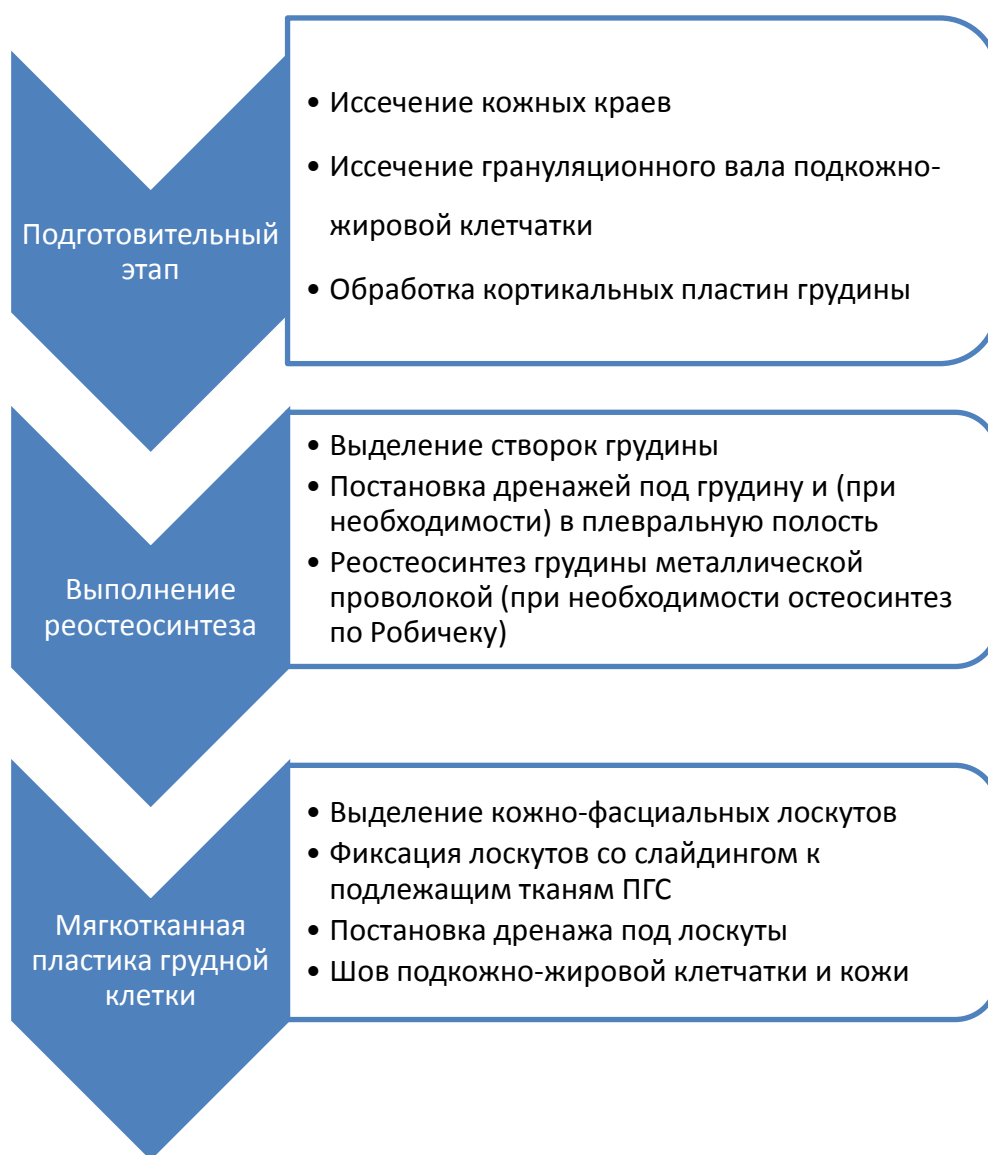 Подготовительный
этап
• Иссечение кожных краев
• Иссечение грануляционного вала подкожно-
жировой клетчатки
• Обработка кортикальных пластин грудины
Выполнение
реостеосинтеза
• Выделение створок грудины
• Постановка дренажей под грудину и (при
необходимости) в плевральную полость
• Реостеосинтез грудины металлической
проволокой (при необходимости остеосинтез
по Робичеку)
Мягкотканная
пластика грудной
клетки
• Выделение кожно-фасциальных лоскутов
• Фиксация лоскутов со слайдингом к
подлежащим тканям ПГС
• Постановка дренажа под лоскуты
• Шов подкожно-жировой клетчатки и кожи